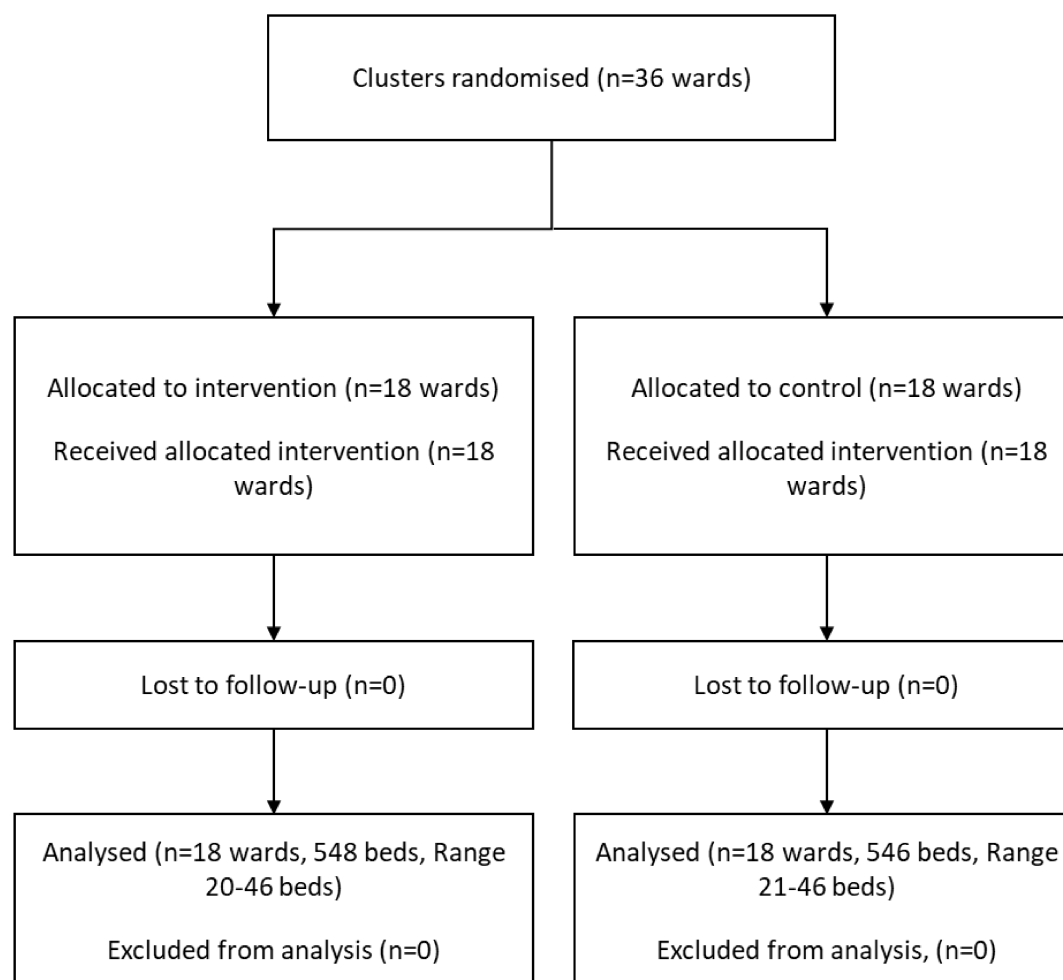 Clusters randomised (n=36 wards)
Allocated to intervention (n=18 wards)
Received allocated intervention (n=18
wards)
Allocated to control (n=18 wards)
Received allocated intervention (n=18
wards)
Lost to follow-up (n=0)
Lost to follow-up (n=0)
Analysed (n=18 wards, 548 beds, Range
20-46 beds)
Excluded from analysis (n=0)
Analysed (n=18 wards, 546 beds, Range
21-46 beds)
Excluded from analysis, (n=0)